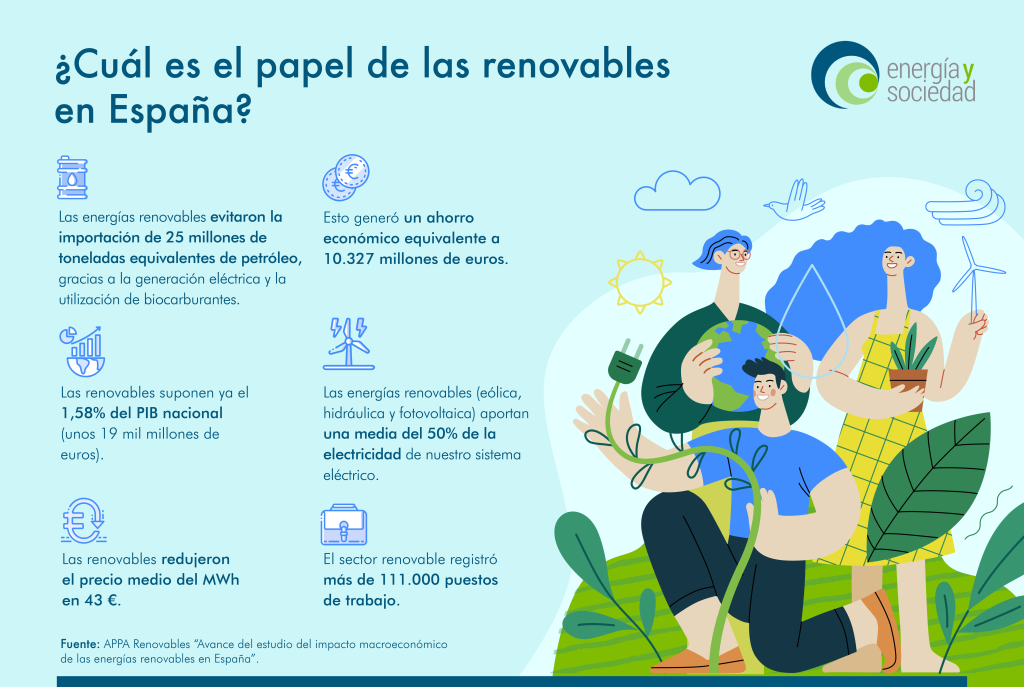 ¿Cuál es el papel de las renovables
en España?
energía y
sociedad
Las energías renovables evitaron la
importación de 25 millones de
toneladas equivalentes de petróleo,
gracias a la generación eléctrica y la
utilización de biocarburantes.
Esto generó un ahorro
económico equivalente a
10.327 millones de euros.
Las renovables suponen ya el
1,58% del PIB nacional
(unos 19 mil millones de
euros).
Las energías renovables (eólica,
hidráulica y fotovoltaica) aportan
una media del 50% de la
electricidad de nuestro sistema
eléctrico.
Las renovables redujeron
el precio medio del MWh
en 43 €.
El sector renovable registró
más de 111.000 puestos
de trabajo.
Fuente: APPA Renovables “Avance del estudio del impacto macroeconómico
de las energías renovables en España”.